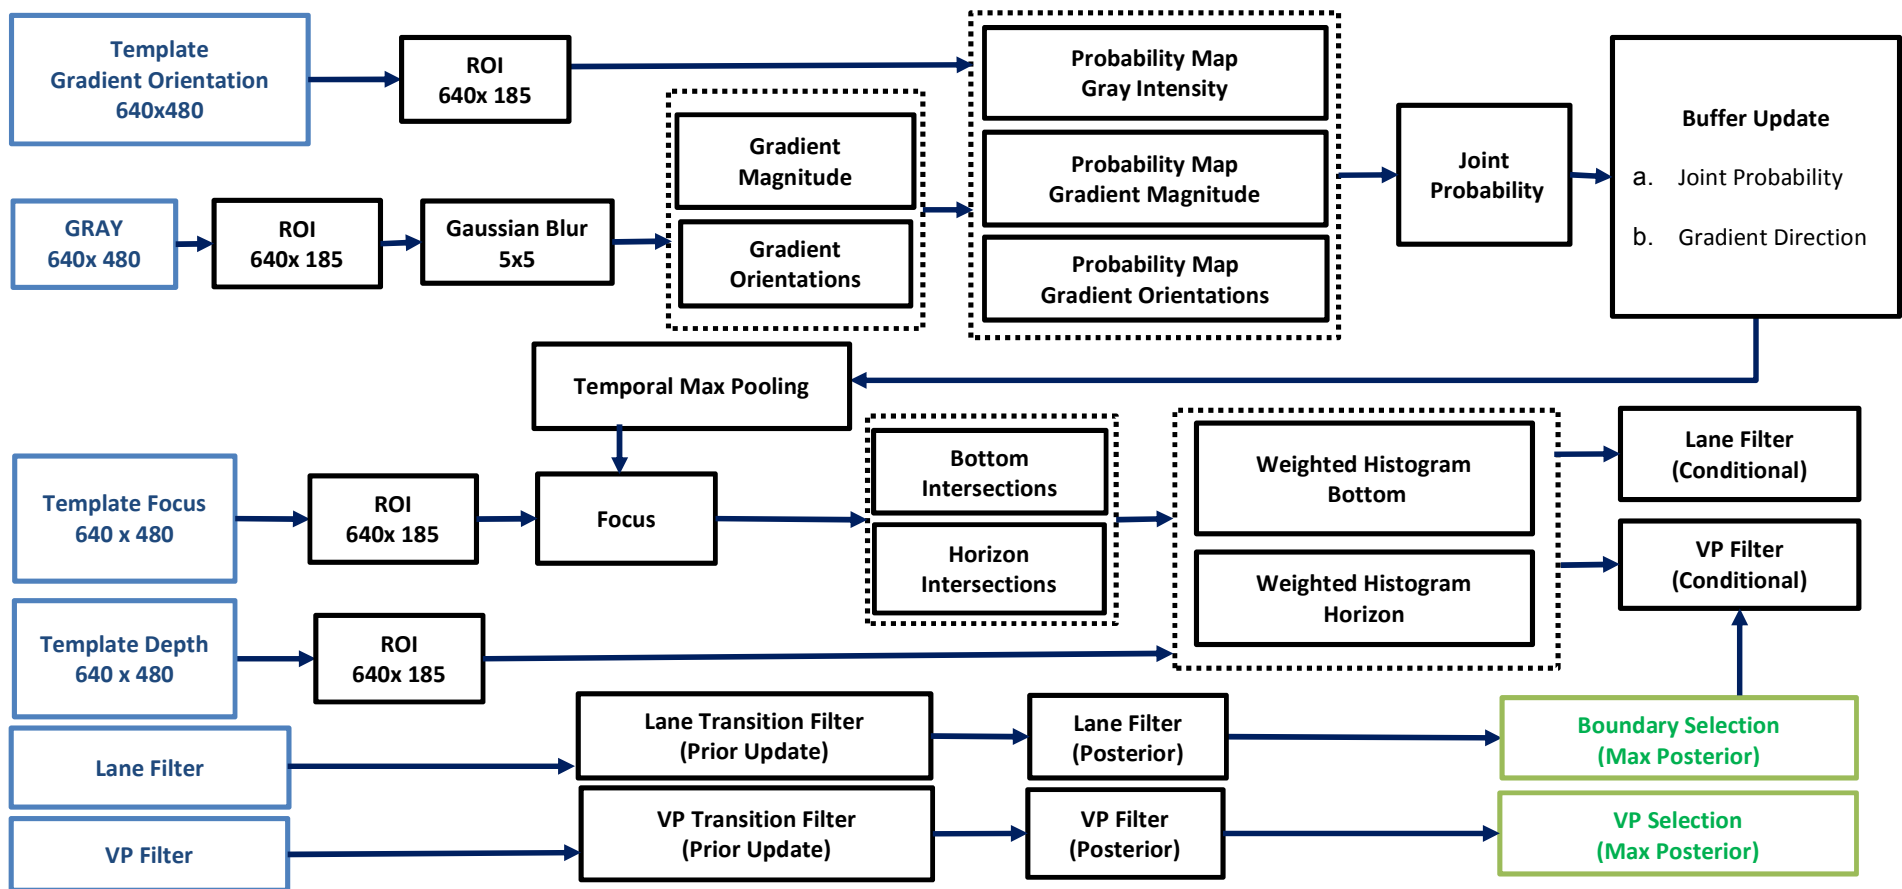 Template
Gradient Orientation
640x480
ROI
640x 185
Probability Map
Gray Intensity
Gradient
Magnitude
Probability Map
Gradient Magnitude
Joint
Probability
Buffer Update
a. Joint Probability
b. Gradient Direction
GRAY
640x 480
ROI
640x 185
Gaussian Blur
5x5
Gradient
Orientations
Probability Map
Gradient Orientations
Temporal Max Pooling
Template Focus
640 x 480
ROI
640x 185
Focus
Bottom
Intersections
Horizon
Intersections
Weighted Histogram
Bottom
Weighted Histogram
Horizon
Lane Filter
(Conditional)
VP Filter
(Conditional)
Template Depth
640 x 480
ROI
640x 185
Lane Filter
Lane Transition Filter
(Prior Update)
Lane Filter
(Posterior)
Boundary Selection
(Max Posterior)
VP Filter
VP Transition Filter
(Prior Update)
VP Filter
(Posterior)
VP Selection
(Max Posterior)